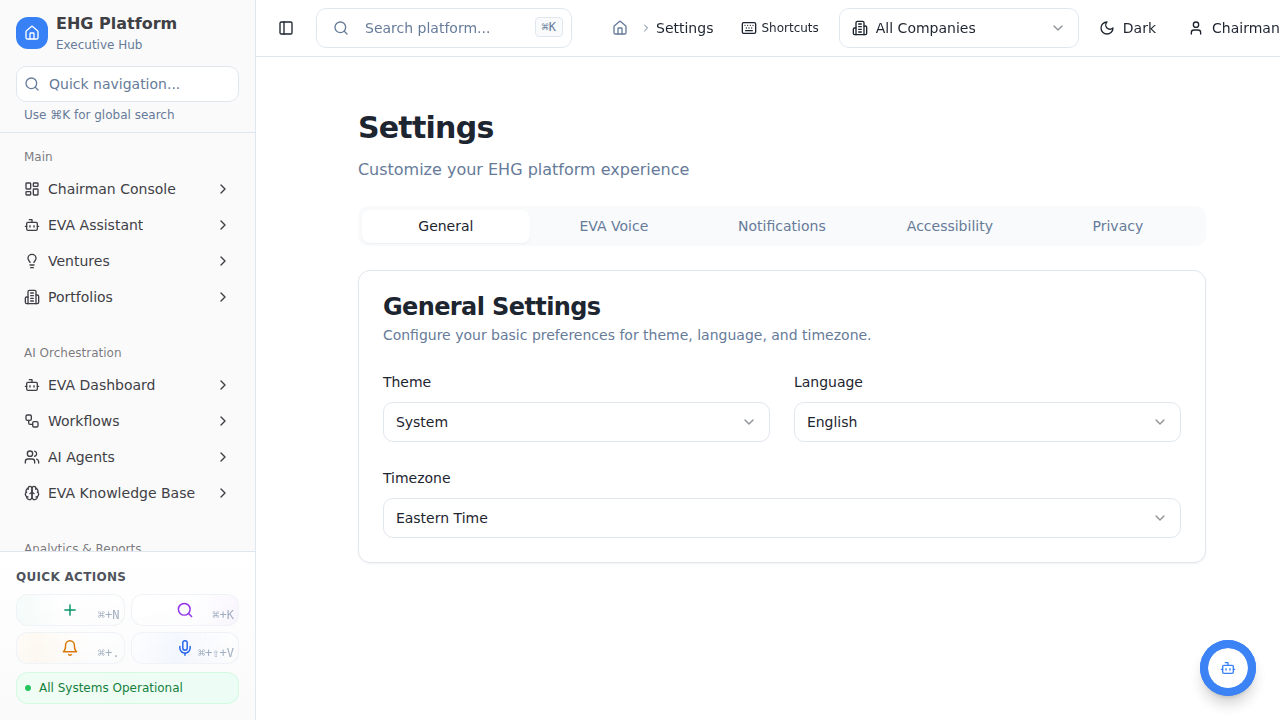 EHG Platform
Executive Hub
Quick navigation...
Use ⌘K for global search
Main
Chairman Console
EVA Assistant
Ventures
Portfolios
AI Orchestration
EVA Dashboard
Workflows
AI Agents
EVA Knowledge Base
Analytics & Reports
QUICK ACTIONS
⌘+N
⌘+K
⌘+.
⌘+⇧+V
All Systems Operational
Search platform...
⌘K
Settings
Shortcuts
All Companies
Dark
Chairman
Settings
Customize your EHG platform experience
General
EVA Voice
Notifications
Accessibility
Privacy
General Settings
Configure your basic preferences for theme, language, and timezone.
Theme
Language
System
English
Timezone
Eastern Time